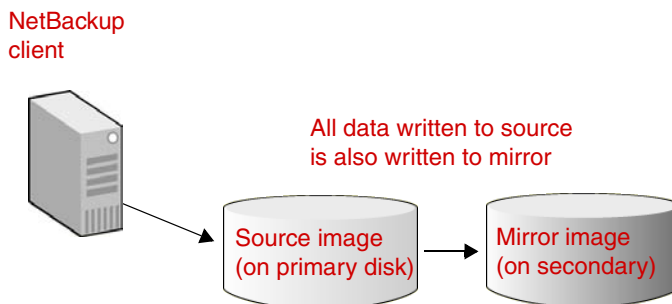 NetBackup
client
All data written to source
is also written to mirror
Source image
(on primary disk)
Mirror image
(on secondary)